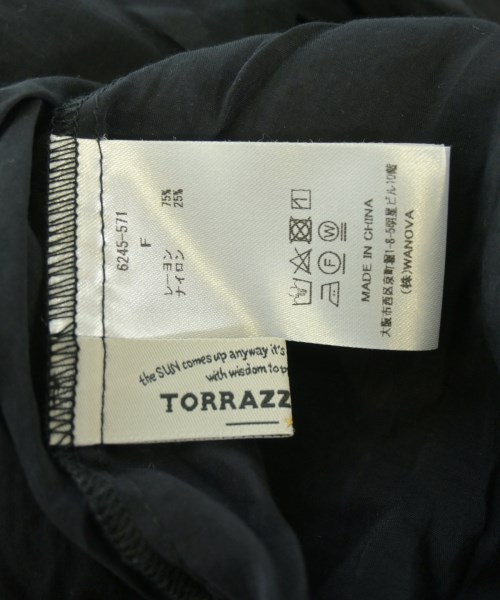 6245-571
F
レーヨン 75%
ナイロン 25%
MADE IN CHINA
大阪市西区京町堀1-8-5明星ビル10階
(株)WANOVA
the SUN comes up anyway it's
with wisdom to
TORRAZZ